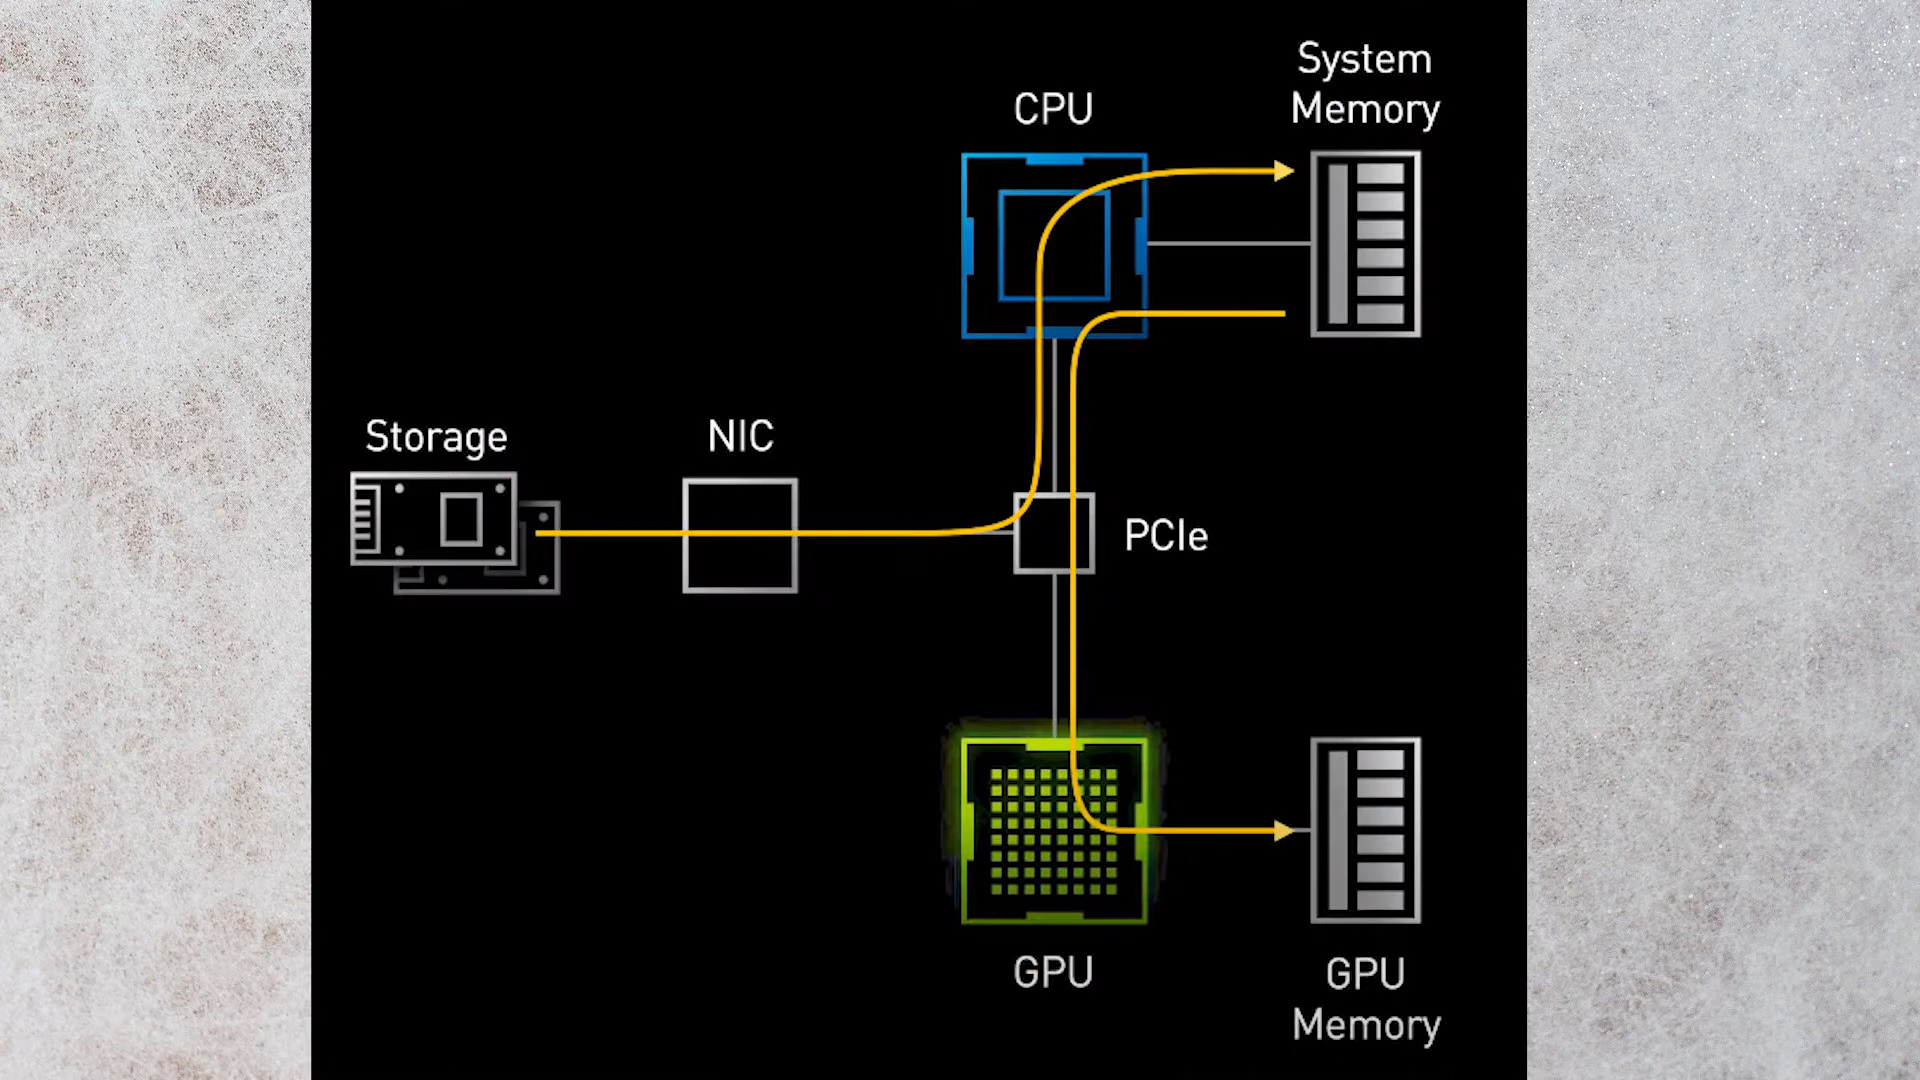 System
Memory
CPU
Storage
NIC
PCIe
GPU
GPU
Memory